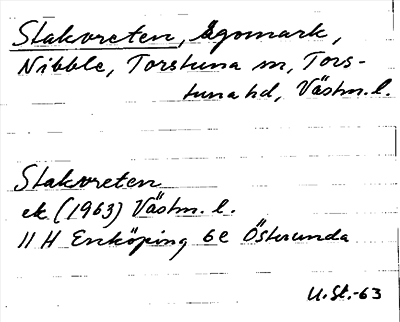 Stakvreten, ägomark,
Nibble, Torstuna sn, Tors-
tuna hd, Västm. l.
Stakvreten
ek (1963) Västm. l.
11 H Enköping 6e Österunda
U.St.-63